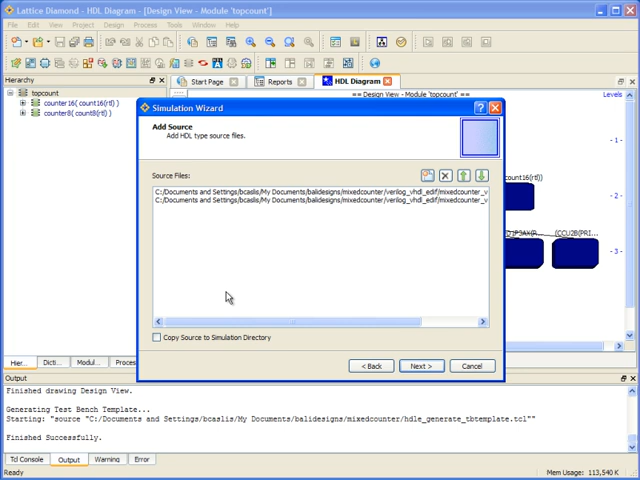 Lattice Diamond - HDL Diagram - [Design View - Module 'topcount']
File Edit View Project Design Process Tools Window Help
Hierarchy
Start Page
Reports
HDL Diagram
topcount
counter16( count16(rtl) )
counter8( count8(rtl) )
== Design View - Module 'topcount' ==
Levels
- 1 -
- 2 -
- 3 -
Simulation Wizard
Add Source
Add HDL type source files.
Source Files:
C:/Documents and Settings/bcaslis/My Documents/balidesigns/mixedcounter/verilog_vhdl_edif/mixedcounter_v
C:/Documents and Settings/bcaslis/My Documents/balidesigns/mixedcounter/verilog_vhdl_edif/mixedcounter_v
Copy Source to Simulation Directory
< Back
Next >
Cancel
count16(rtl)
(CCU2B(PRI...
Hier...
Dicti...
Modul...
Process
Output
Finished drawing Design View.
Generating Test Bench Template...
Starting: "source "C:/Documents and Settings/bcaslis/My Documents/balidesigns/mixedcounter/hdle_generate_tbtemplate.tcl""
Finished Successfully.
Tcl Console
Output
Warning
Error
Ready
Mem Usage: 113,540 K